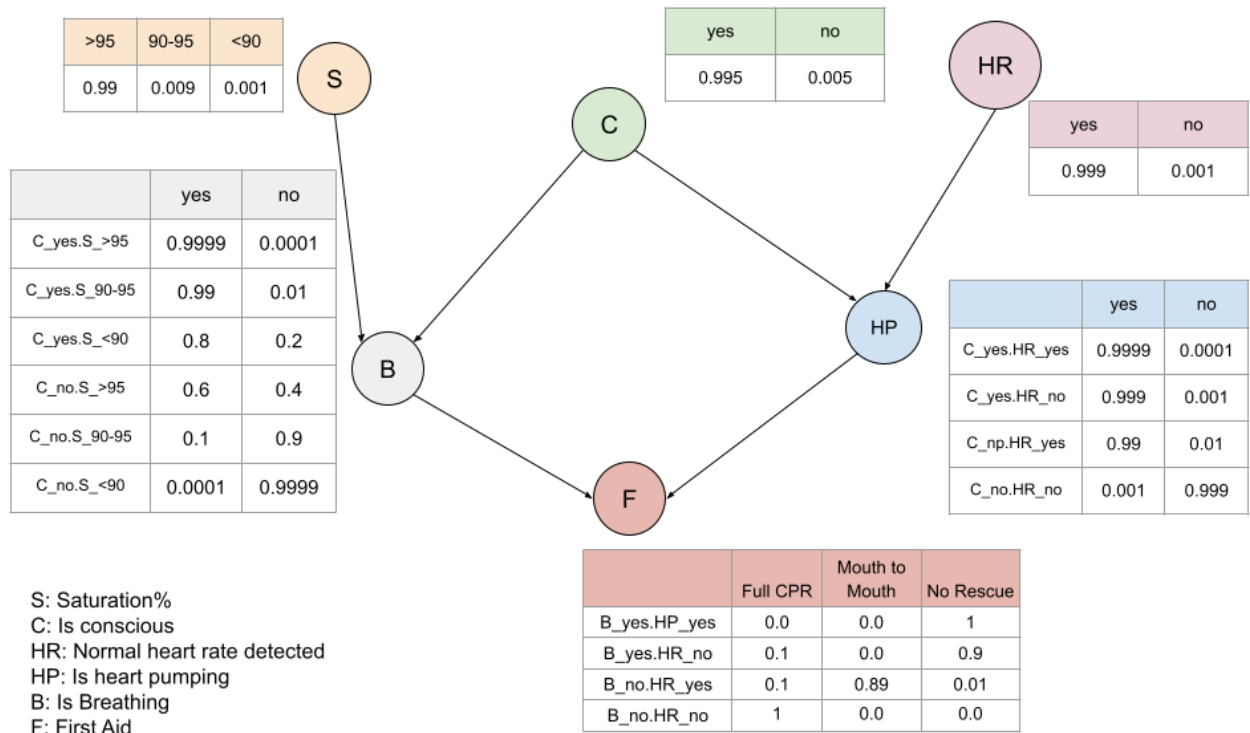 >95 90-95 <90
0.99 0.009 0.001
S
C
yes no
0.995 0.005
HR
yes no
0.999 0.001
yes no
C_yes.S_>95 0.9999 0.0001
C_yes.S_90-95 0.99 0.01
C_yes.S_<90 0.8 0.2
C_no.S_>95 0.6 0.4
C_no.S_90-95 0.1 0.9
C_no.S_<90 0.0001 0.9999
B
HP
yes no
C_yes.HR_yes 0.9999 0.0001
C_yes.HR_no 0.999 0.001
C_np.HR_yes 0.99 0.01
C_no.HR_no 0.001 0.999
F
Full CPR Mouth to Mouth No Rescue
B_yes.HP_yes 0.0 0.0 1
B_yes.HR_no 0.1 0.0 0.9
B_no.HR_yes 0.1 0.89 0.01
B_no.HR_no 1 0.0 0.0
S: Saturation%
C: Is conscious
HR: Normal heart rate detected
HP: Is heart pumping
B: Is Breathing
F: First Aid